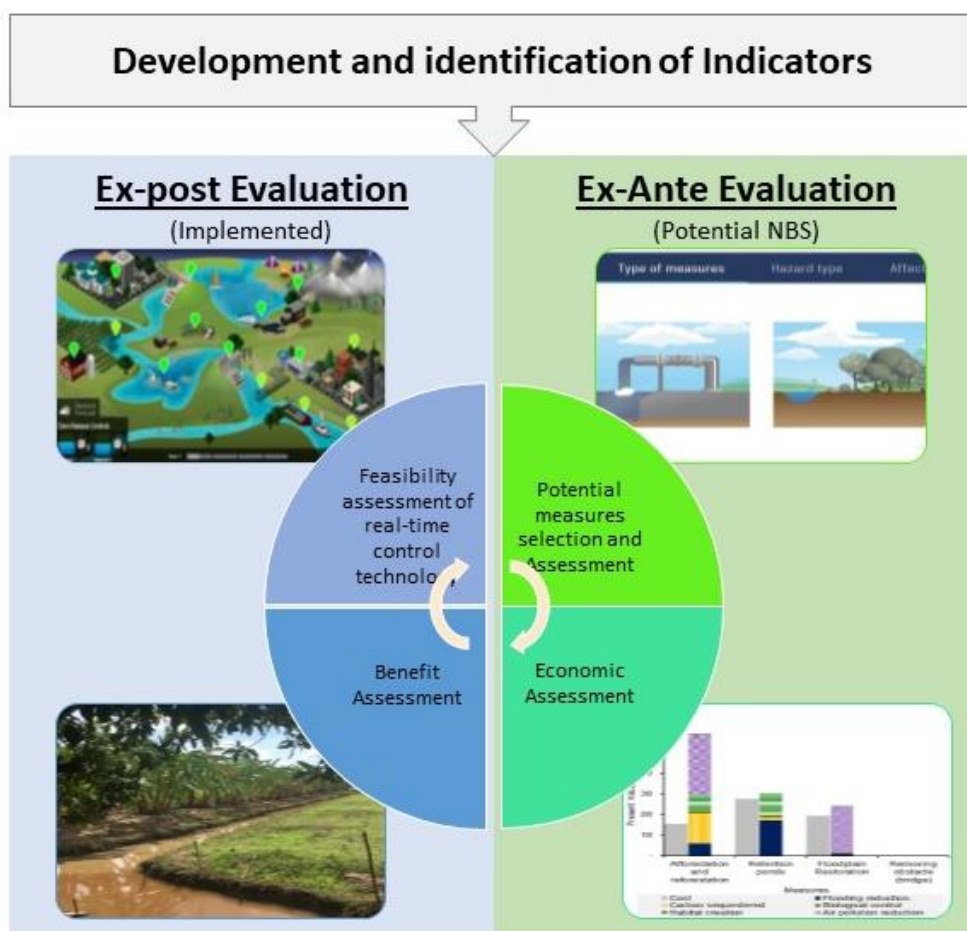 Development and identification of Indicators
Ex-post Evaluation
(Implemented)
Ex-Ante Evaluation
(Potential NBS)
Type of measures
Hazard type
Affect
Feasibility
assessment of
real-time
control
technology
Potential
measures
selection and
Assessment
Benefit
Assessment
Economic
Assessment
Afforestation
and
reforestation
Retention
ponds
Floodplain
Restoration
Removing
obstacle
(bridge)
Measures
Cost
Flooding reduction
Carbon sequestered
Biological control
Habitat creation
Air pollution reduction